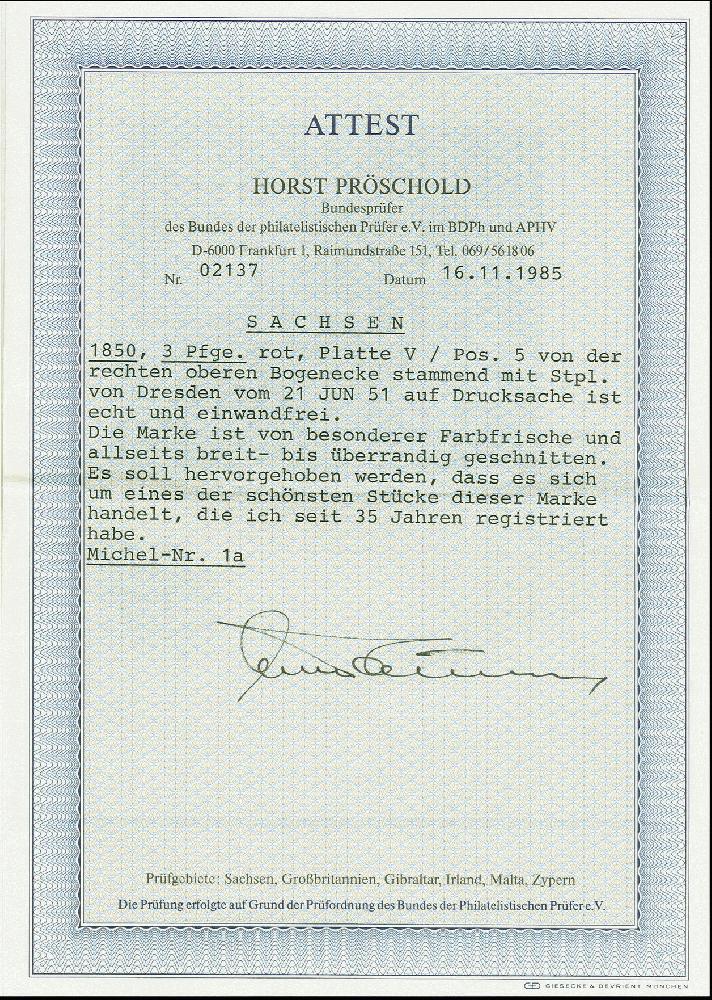 ATTEST
HORST PRÖSCHOLD
Bundesprüfer
des Bundes der philatelistischen Prüfer e.V. im BDPh und APHV
D-6000 Frankfurt 1, Raimundstraße 151, Tel. 069/561806
Nr. 02137 Datum 16.11.1985
SACHSEN
1850, 3 Pfge. rot, Platte V / Pos. 5 von der
rechten oberen Bogenecke stammend mit Stpl.
von Dresden vom 21 JUN 51 auf Drucksache ist
echt und einwandfrei.
Die Marke ist von besonderer Farbfrische und
allseits breit- bis überrandig geschnitten.
Es soll hervorgehoben werden, dass es sich
um eines der schönsten Stücke dieser Marke
handelt, die ich seit 35 Jahren registriert
habe.
Michel-Nr. 1a
Prüfgebiete: Sachsen, Großbritannien, Gibraltar, Irland, Malta, Zypern
Die Prüfung erfolgte auf Grund der Prüfordnung des Bundes der Philatelistischen Prüfer e.V.
GIESECKE & DEVRIENT MÜNCHEN